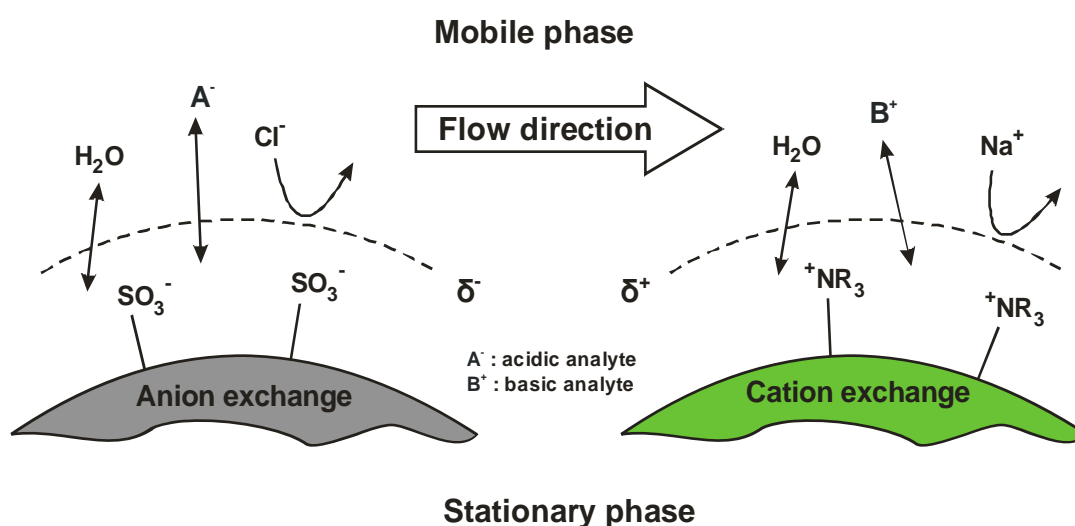 Mobile phase
A⁻
Cl⁻
H₂O
Flow direction
B⁺
H₂O
Na⁺
SO₃⁻
SO₃⁻
δ⁻
δ⁺
⁺NR₃
⁺NR₃
A⁻ : acidic analyte
B⁺ : basic analyte
Anion exchange
Cation exchange
Stationary phase